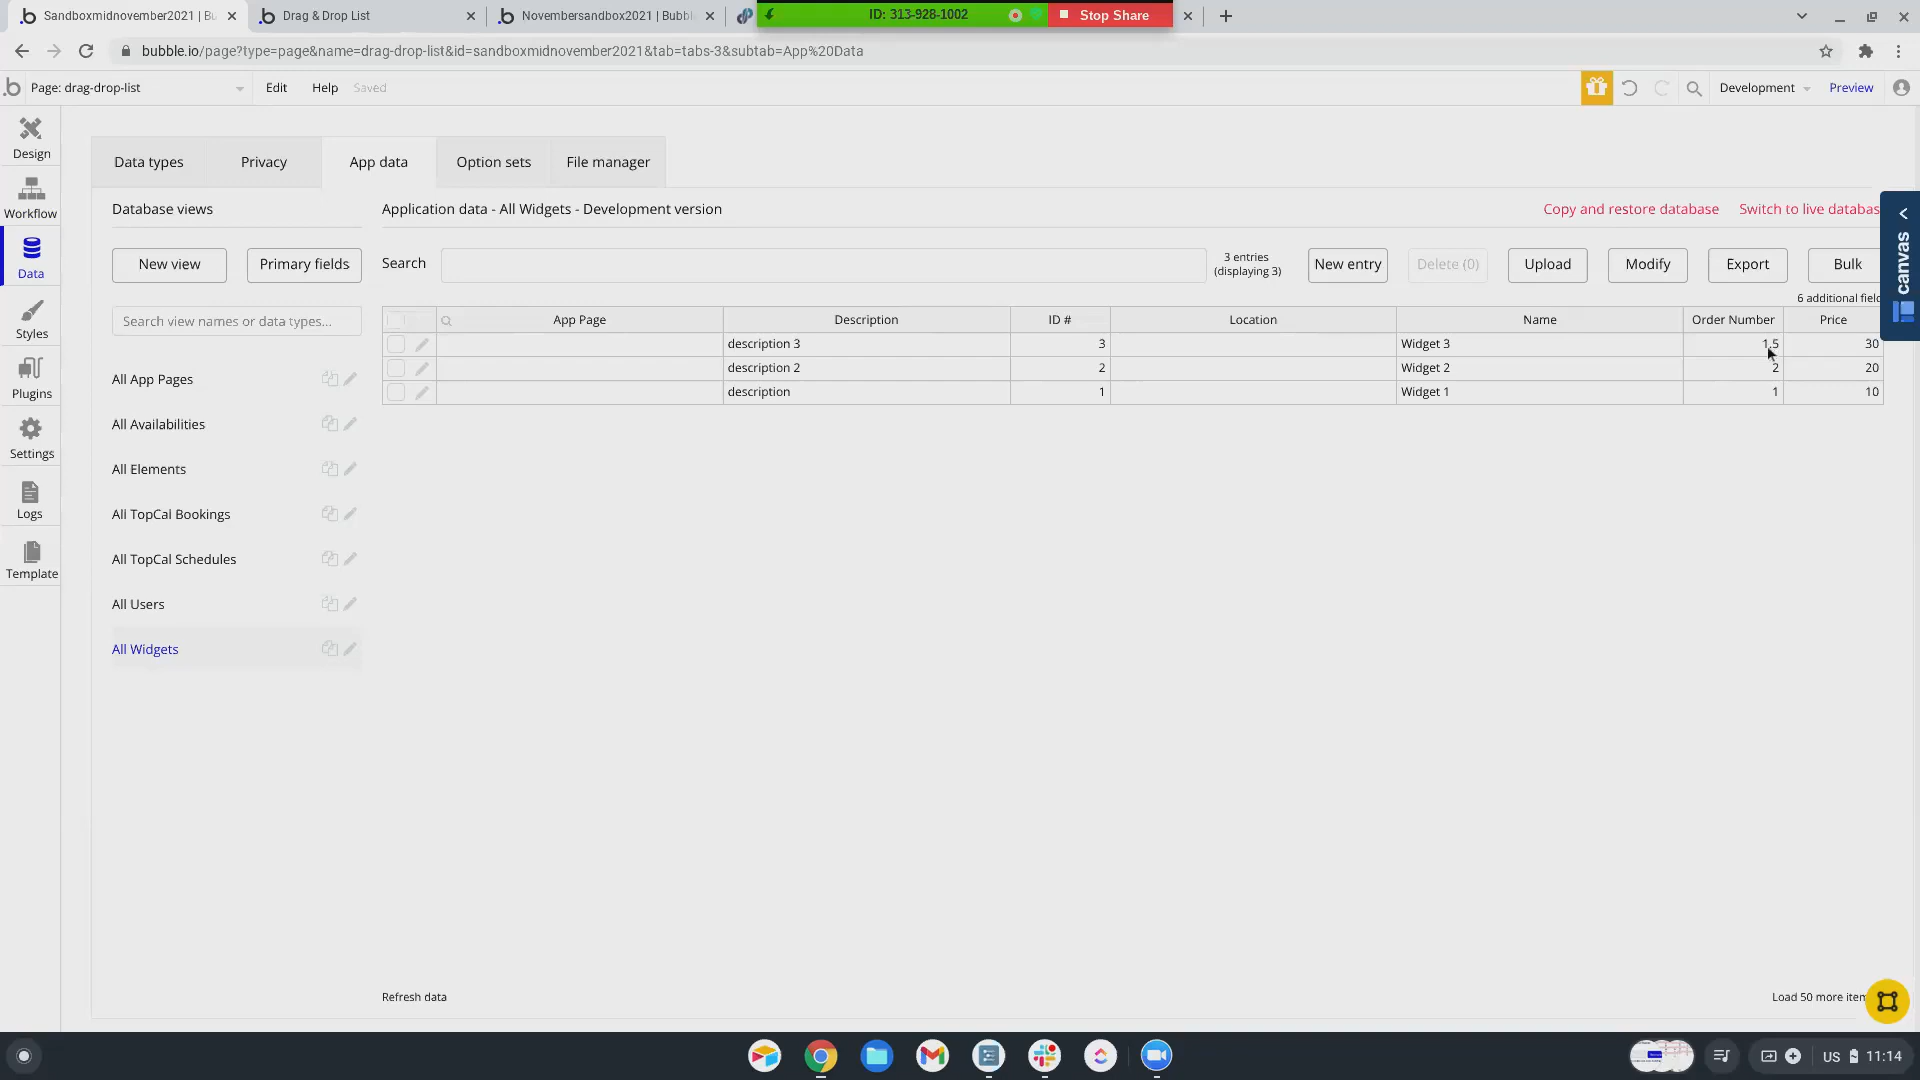 Sandboxmidnovember2021 | Bu
Drag & Drop List
Novembersandbox2021 | Bubbl
ID: 313-928-1002
Stop Share
bubble.io/page?type=page&name=drag-drop-list&id=sandboxmidnovember2021&tab=tabs-3&subtab=App%20Data
Page: drag-drop-list
Edit
Help
Saved
Development
Preview
Design
Workflow
Data
Styles
Plugins
Settings
Logs
Template
Data types
Privacy
App data
Option sets
File manager
Database views
New view
Primary fields
Search view names or data types...
All App Pages
All Availabilities
All Elements
All TopCal Bookings
All TopCal Schedules
All Users
All Widgets
Application data - All Widgets - Development version
Copy and restore database
Switch to live databas
Search
3 entries
(displaying 3)
New entry
Delete (0)
Upload
Modify
Export
Bulk
6 additional field
App Page Description ID # Location Name Order Number Price
description 3 3 Widget 3 1.5 30
description 2 2 Widget 2 2 20
description 1 Widget 1 1 10
canvas
Refresh data
Load 50 more item
US
11:14